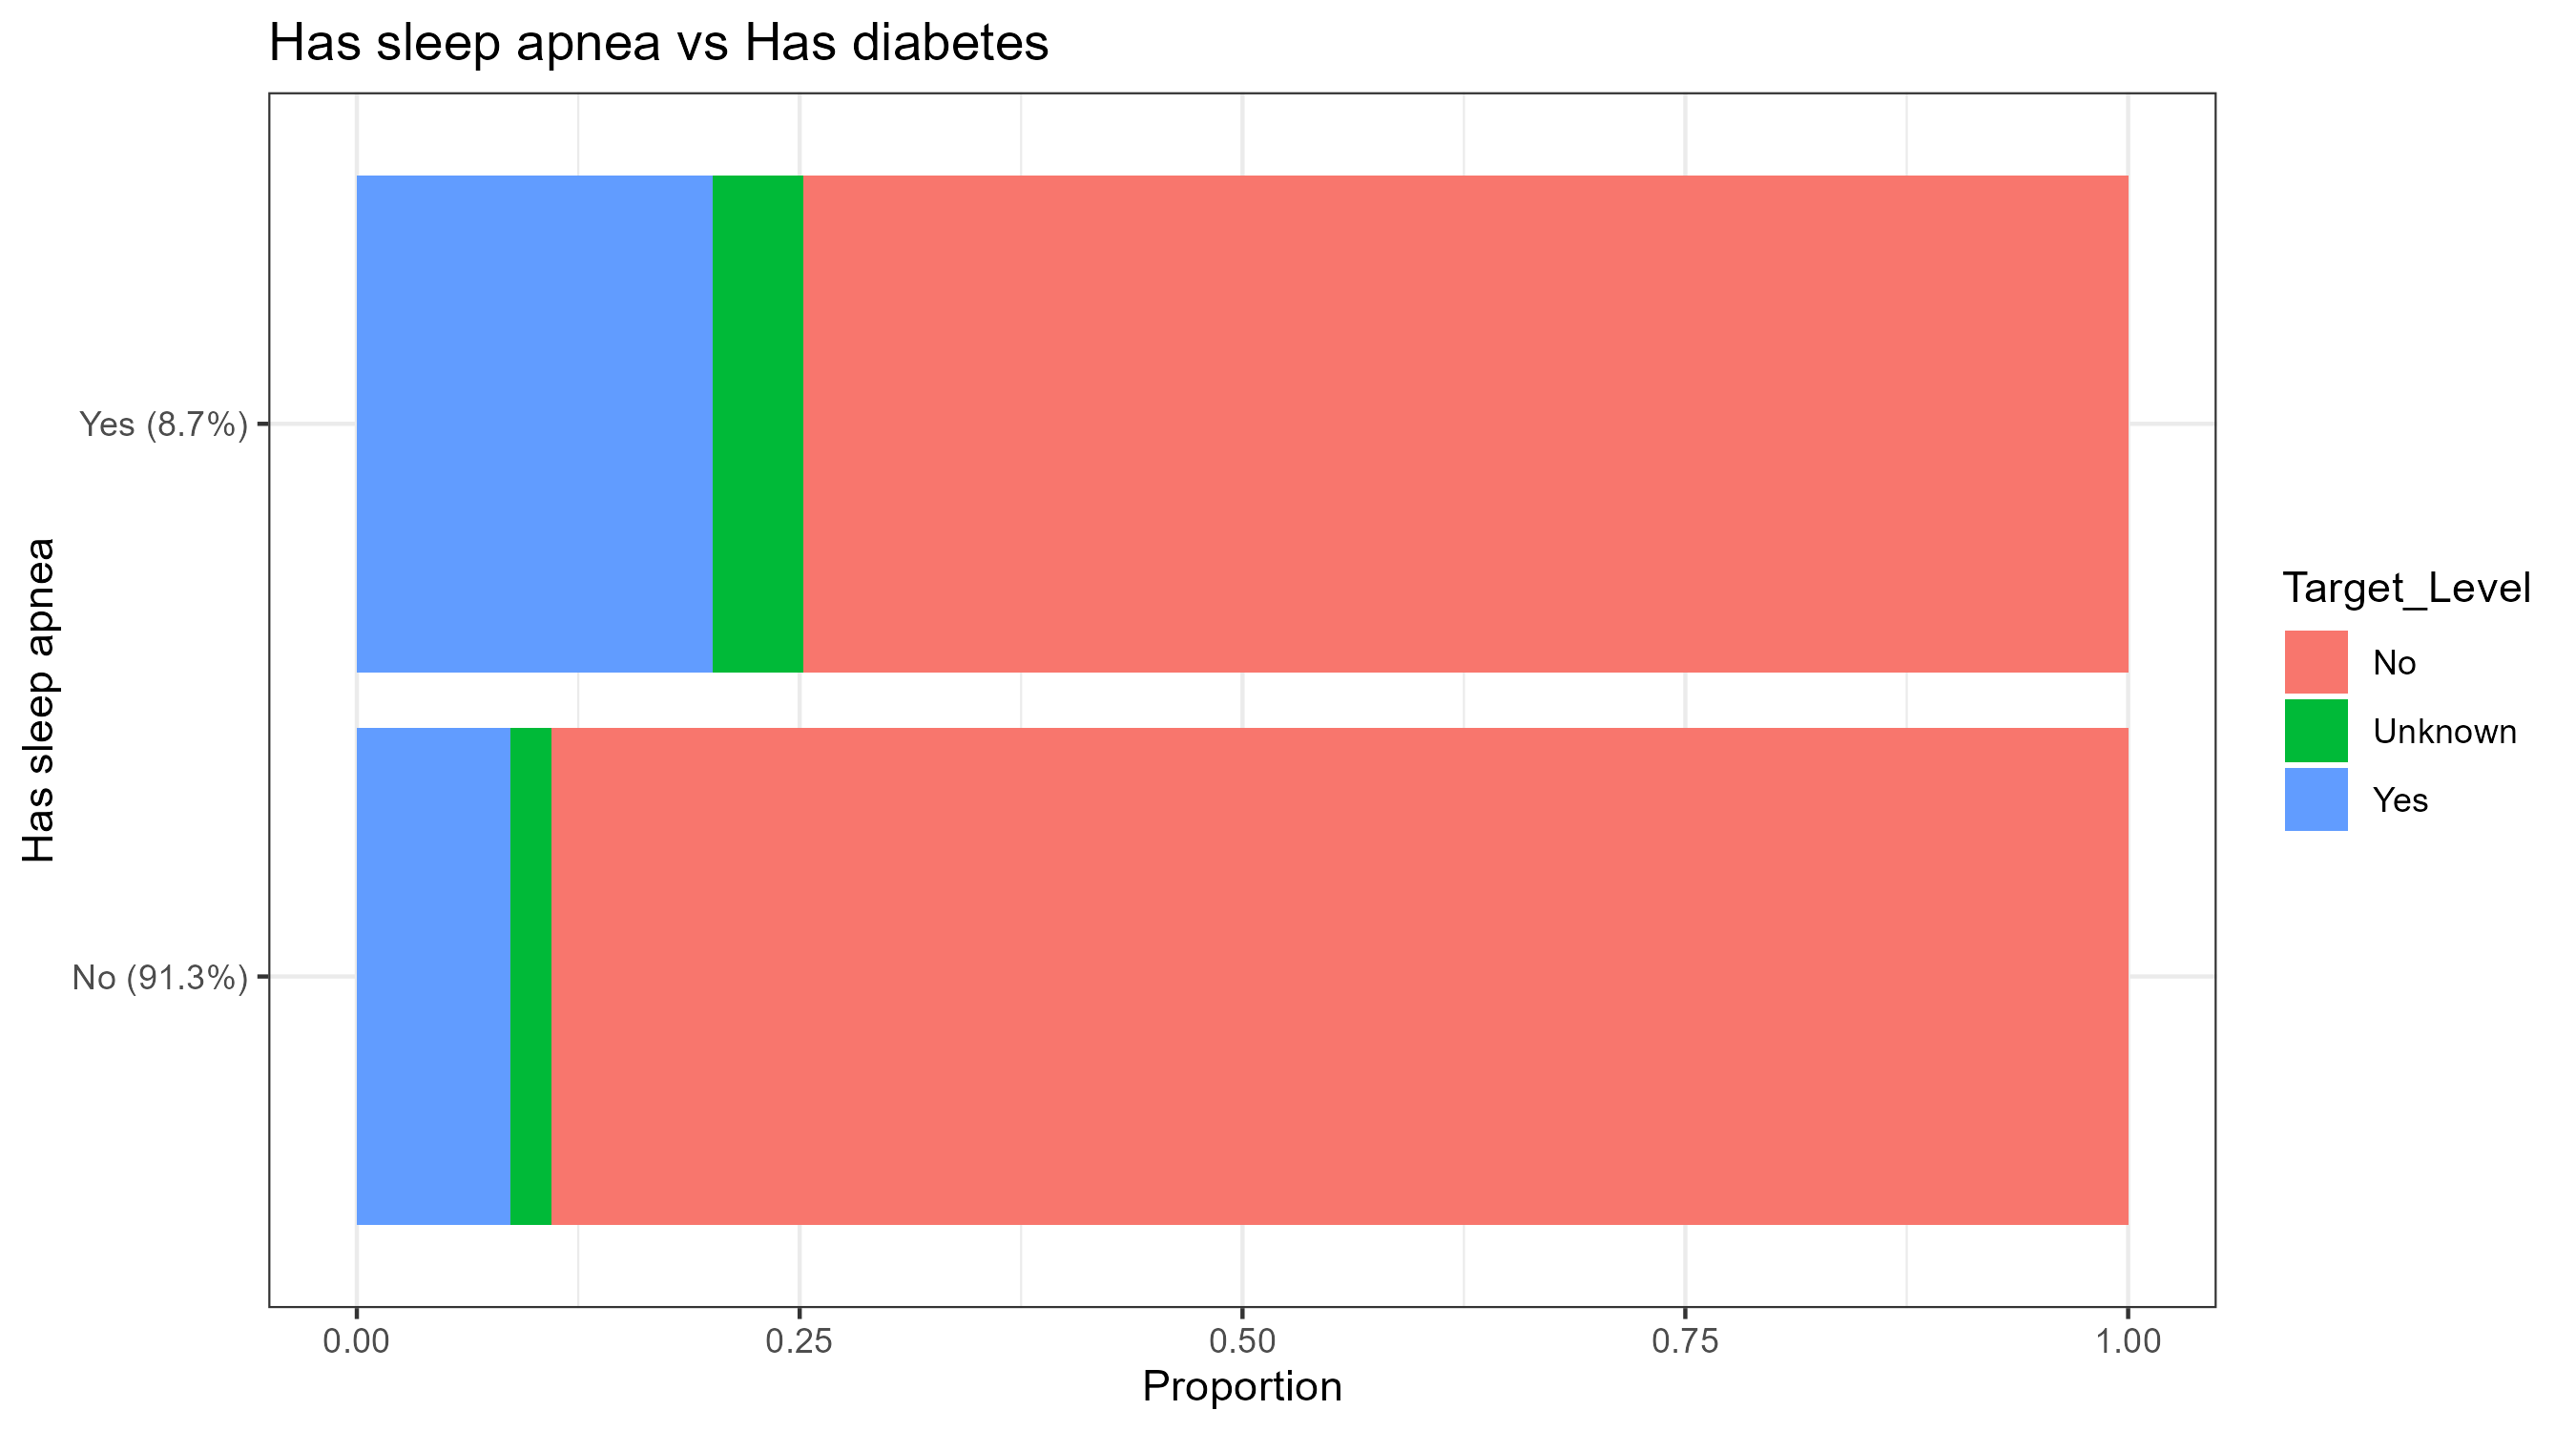 Has sleep apnea vs Has diabetes
Has sleep apnea
Yes (8.7%)
No (91.3%)
0.00
0.25
0.50
0.75
1.00
Proportion
Target_Level
No
Unknown
Yes